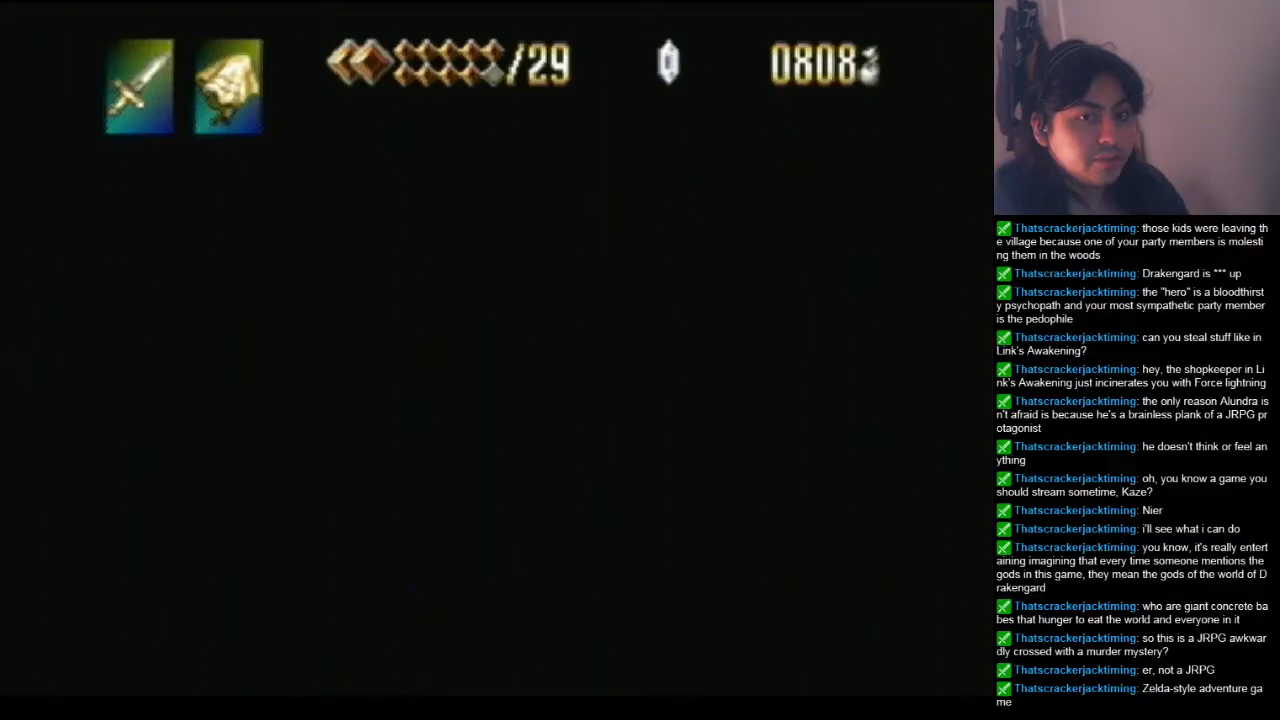 /29
0808
Thatscrackerjacktiming: those kids were leaving th
e village because one of your party members is molesti
ng them in the woods
Thatscrackerjacktiming: Drakengard is *** up
Thatscrackerjacktiming: the "hero" is a bloodthirst
y psychopath and your most sympathetic party member
is the pedophile
Thatscrackerjacktiming: can you steal stuff like in
Link's Awakening?
Thatscrackerjacktiming: hey, the shopkeeper in Li
nk's Awakening just incinerates you with Force lightning
Thatscrackerjacktiming: the only reason Alundra is
n't afraid is because he's a brainless plank of a JRPG pr
otagonist
Thatscrackerjacktiming: he doesn't think or feel an
ything
Thatscrackerjacktiming: oh, you know a game you
should stream sometime, Kaze?
Thatscrackerjacktiming: Nier
Thatscrackerjacktiming: i'll see what i can do
Thatscrackerjacktiming: you know, it's really entert
aining imagining that every time someone mentions the
gods in this game, they mean the gods of the world of D
rakengard
Thatscrackerjacktiming: who are giant concrete ba
bes that hunger to eat the world and everyone in it
Thatscrackerjacktiming: so this is a JRPG awkwar
dly crossed with a murder mystery?
Thatscrackerjacktiming: er, not a JRPG
Thatscrackerjacktiming: Zelda-style adventure ga
me